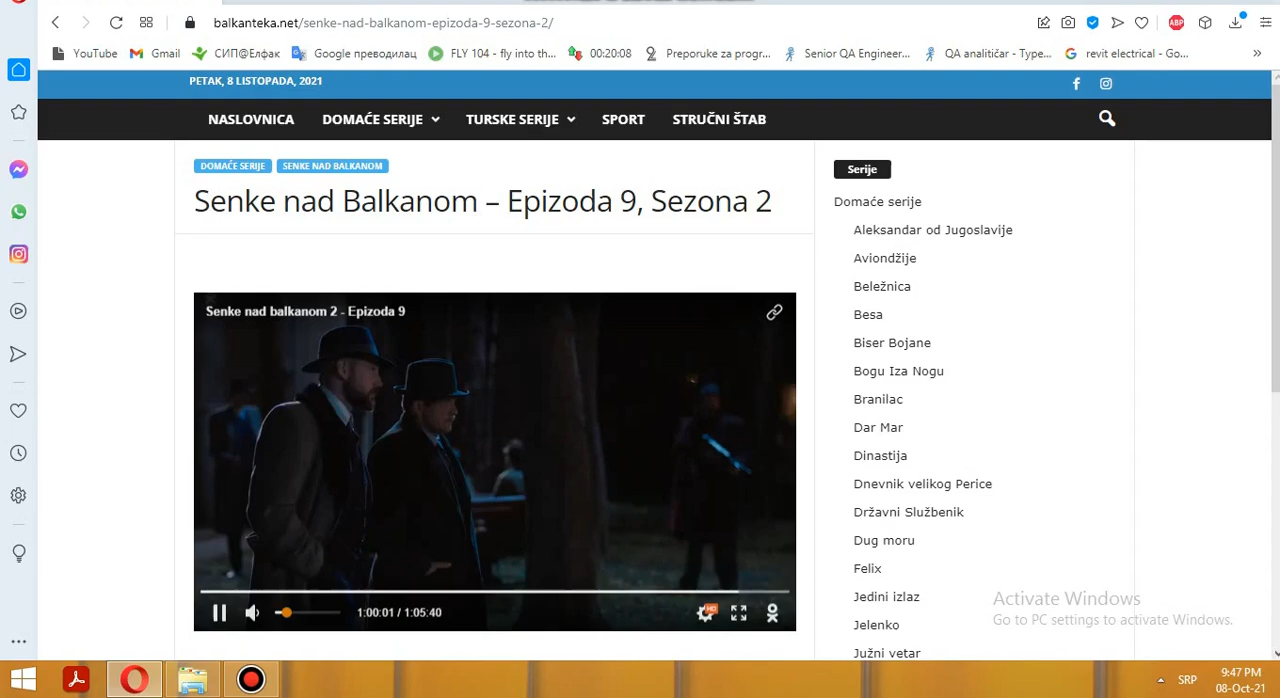 balkanteka.net/senke-nad-balkanom-epizoda-9-sezona-2/
ABP
YouTube
Gmail
СИП@Елфак
Google преводилац
FLY 104 - fly into th...
00:20:08
Preporuke za progr...
Senior QA Engineer...
QA analitičar - Type...
revit electrical - Go...
PETAK, 8 LISTOPADA, 2021
NASLOVNICA
DOMAĆE SERIJE
TURSKE SERIJE
SPORT
STRUČNI ŠTAB
DOMAĆE SERIJE
SENKE NAD BALKANOM
Senke nad Balkanom – Epizoda 9, Sezona 2
Senke nad balkanom 2 - Epizoda 9
1:00:01 / 1:05:40
HD
Serije
Domaće serije
Aleksandar od Jugoslavije
Aviondžije
Beležnica
Besa
Biser Bojane
Bogu Iza Nogu
Branilac
Dar Mar
Dinastija
Dnevnik velikog Perice
Državni Službenik
Dug moru
Felix
Jedini izlaz
Jelenko
Južni vetar
Activate Windows
Go to PC settings to activate Windows.
SRP
9:47 PM
08-Oct-21